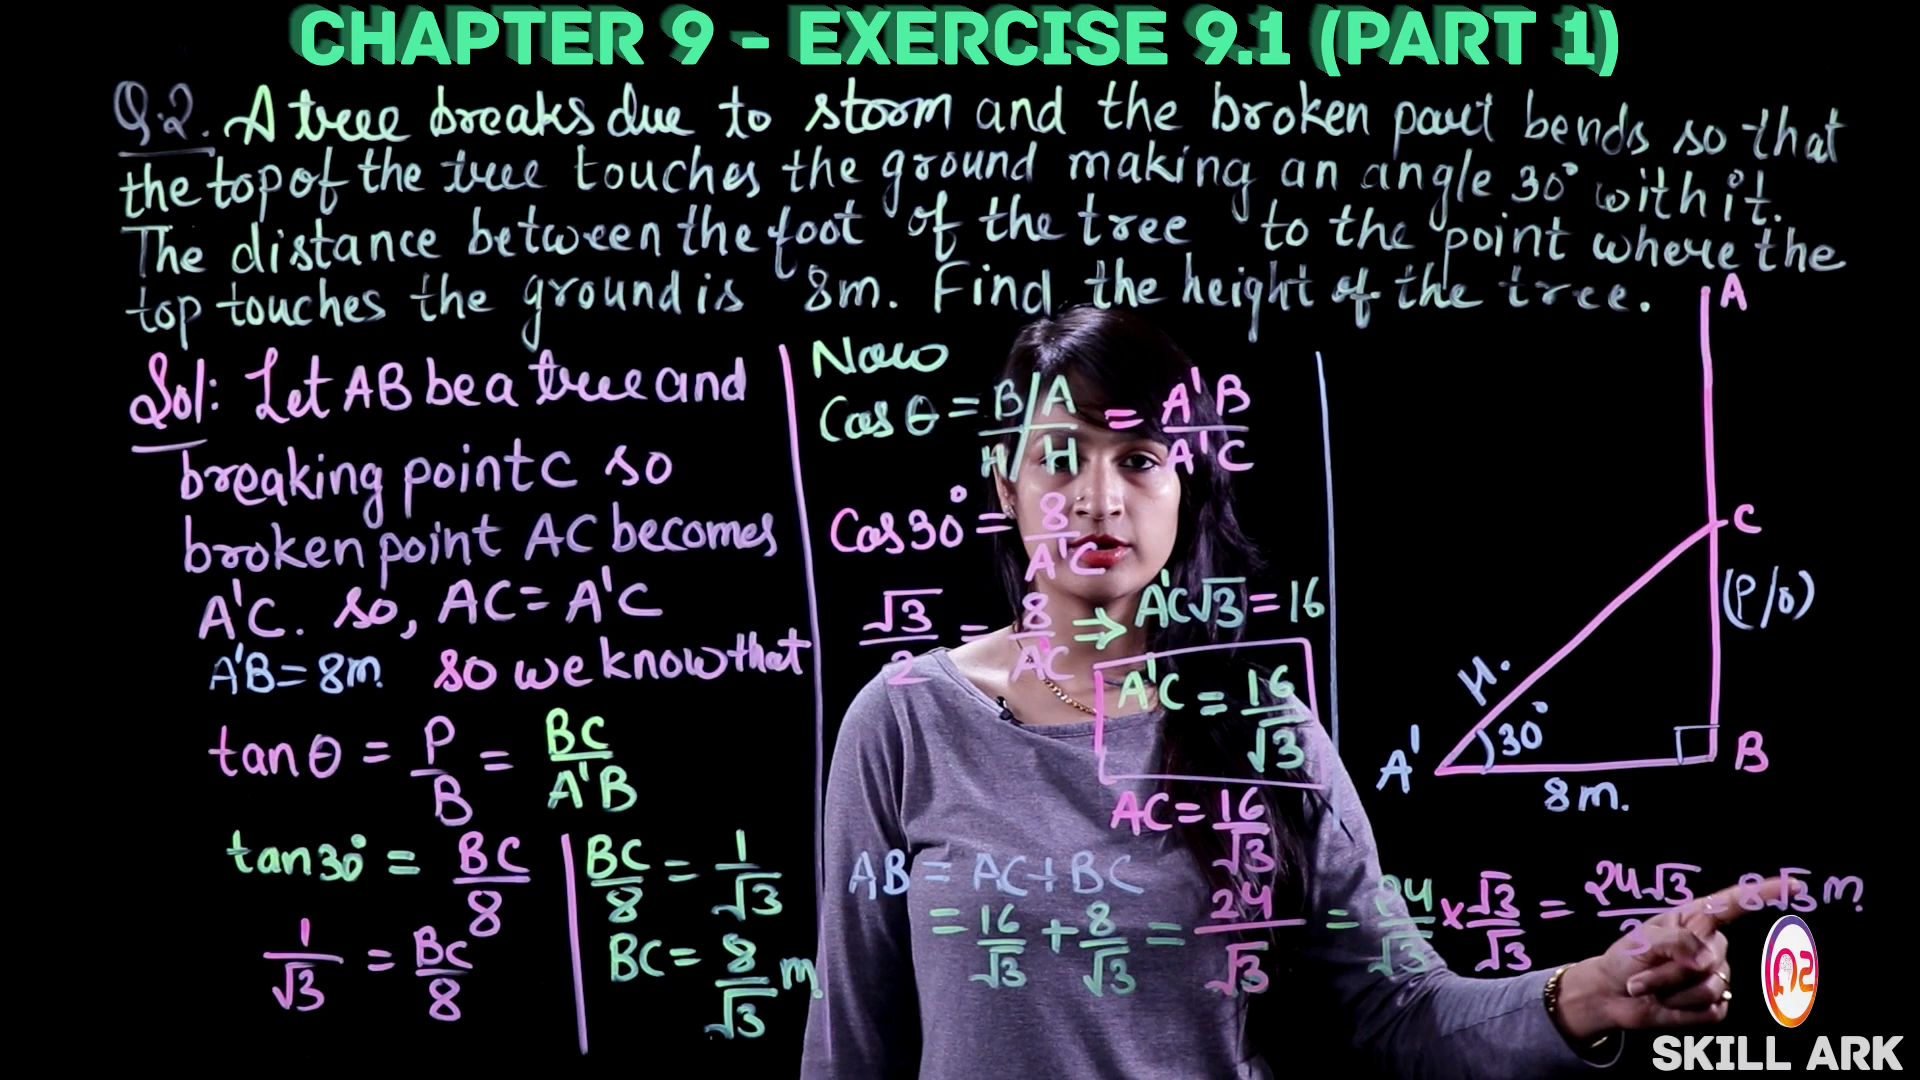 CHAPTER 9 - EXERCISE 9.1 (PART 1)
Q.2. A tree breaks due to storm and the broken part bends so that
the top of the tree touches the ground making an angle 30° with it.
The distance between the foot of the tree to the point where the
top touches the ground is 8m. Find the height of the tree.
Sol: Let AB be a tree and
breaking point C so
broken point AC becomes
A'C. so, AC = A'C
A'B = 8m. so we know that
tan θ = P/B = BC/A'B
tan 30° = BC/8
1/√3 = BC/8
BC/8 = 1/√3
BC = 8/√3 m.
Now
Cos θ = B/H / A/H = A'B/A'C
Cos 30° = 8/A'C
√3/2 = 8/A'C ⇒ A'C√3 = 16
A'C = 16/√3
AC = 16/√3
AB = AC + BC
= 16/√3 + 8/√3 = 24/√3 = 24/√3 × √3/√3 = 24√3/3 = 8√3 m.
A
C
(P/O)
H.
30°
A'
B
8m.
SKILL ARK